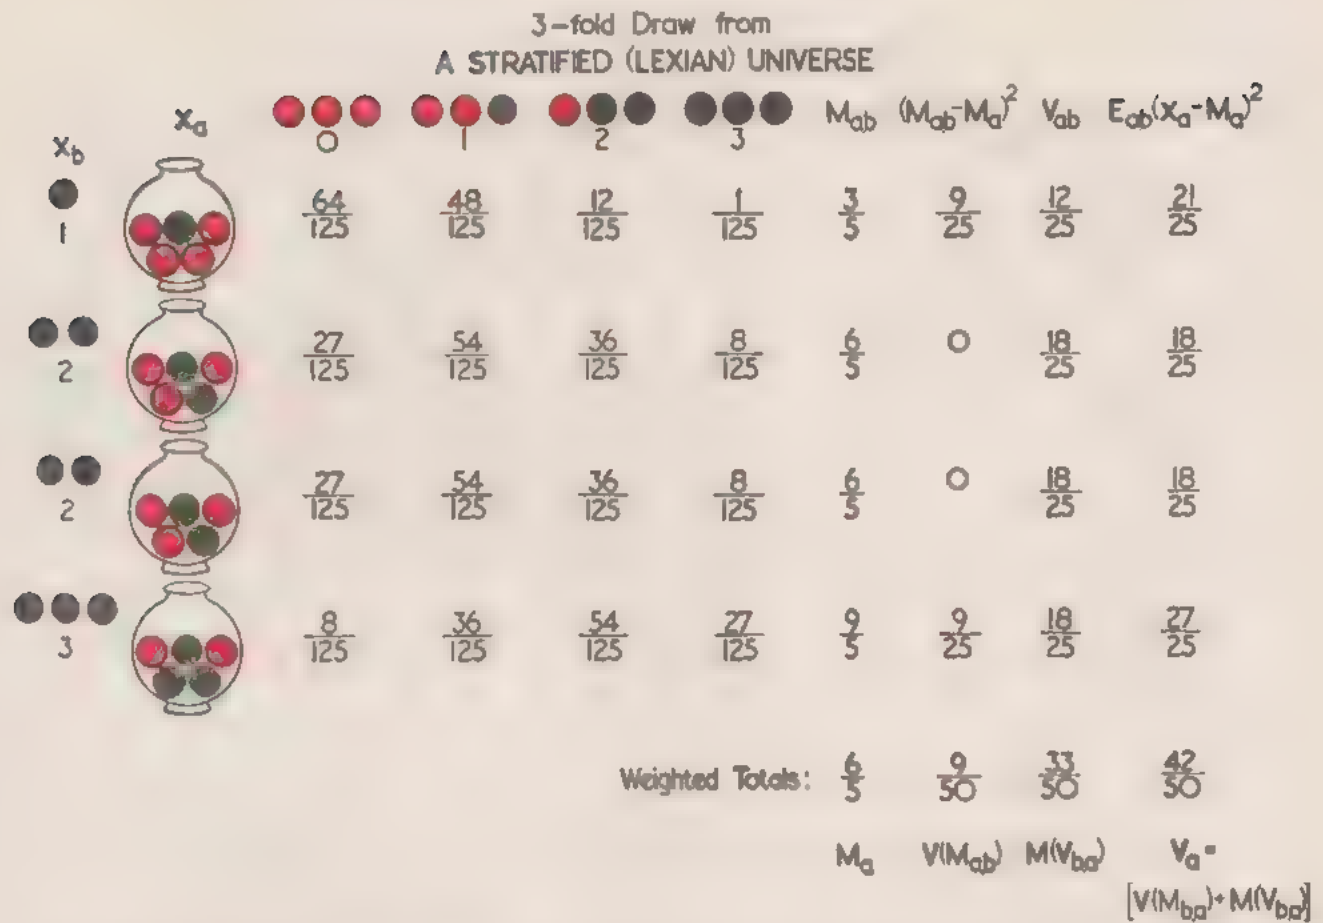 3-fold Draw from
A STRATIFIED (LEXIAN) UNIVERSE
x_b x_a 0 1 2 3 M_ab (M_ab-M_a)^2 V_ab E_ab(x_a-M_a)^2
1 64/125 48/125 12/125 1/125 3/5 9/25 12/25 21/25
2 27/125 54/125 36/125 8/125 6/5 0 18/25 18/25
2 27/125 54/125 36/125 8/125 6/5 0 18/25 18/25
3 8/125 36/125 54/125 27/125 9/5 9/25 18/25 27/25
Weighted Totals: 6/5 9/50 33/50 42/50
M_a V(M_ab) M(V_ba) V_a =
[V(M_ba) + M(V_ba)]